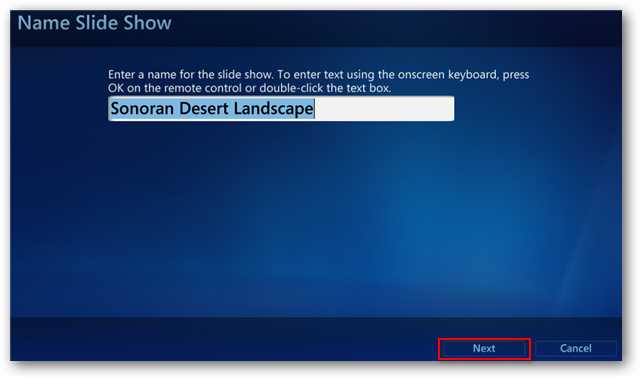 Name Slide Show
Enter a name for the slide show. To enter text using the onscreen keyboard, press
OK on the remote control or double-click the text box.
Sonoran Desert Landscape
Next
Cancel